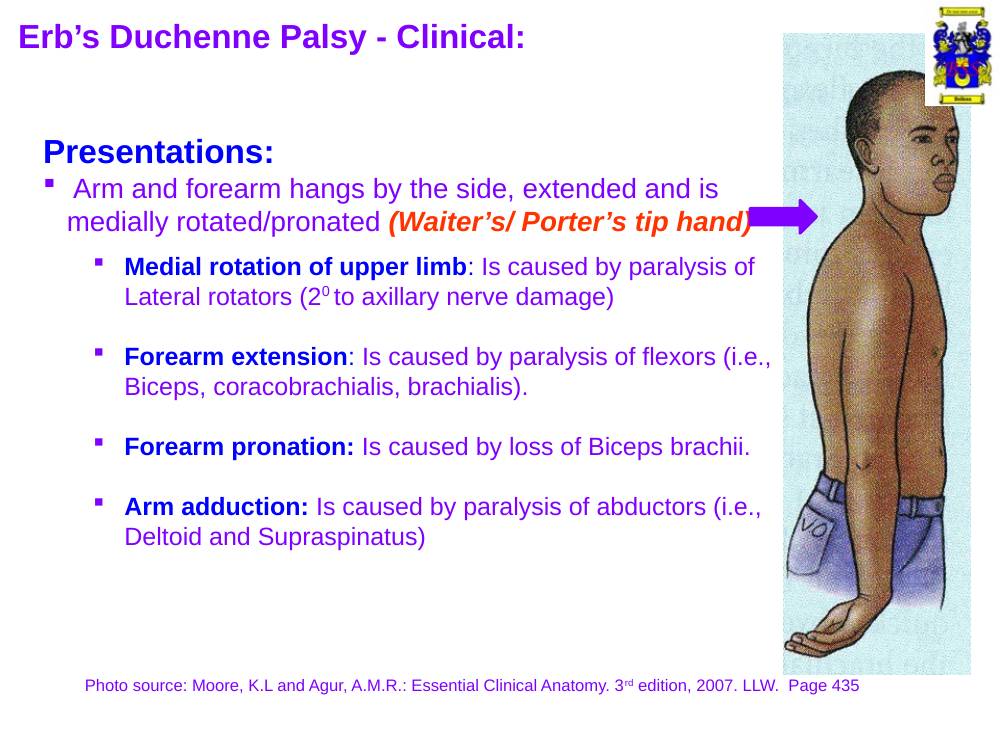 Erb’s Duchenne Palsy - Clinical:
Presentations:
▪ Arm and forearm hangs by the side, extended and is
medially rotated/pronated (Waiter’s/ Porter’s tip hand)
▪ Medial rotation of upper limb: Is caused by paralysis of
Lateral rotators (2⁰ to axillary nerve damage)
▪ Forearm extension: Is caused by paralysis of flexors (i.e.,
Biceps, coracobrachialis, brachialis).
▪ Forearm pronation: Is caused by loss of Biceps brachii.
▪ Arm adduction: Is caused by paralysis of abductors (i.e.,
Deltoid and Supraspinatus)
VO
Photo source: Moore, K.L and Agur, A.M.R.: Essential Clinical Anatomy. 3rd edition, 2007. LLW. Page 435